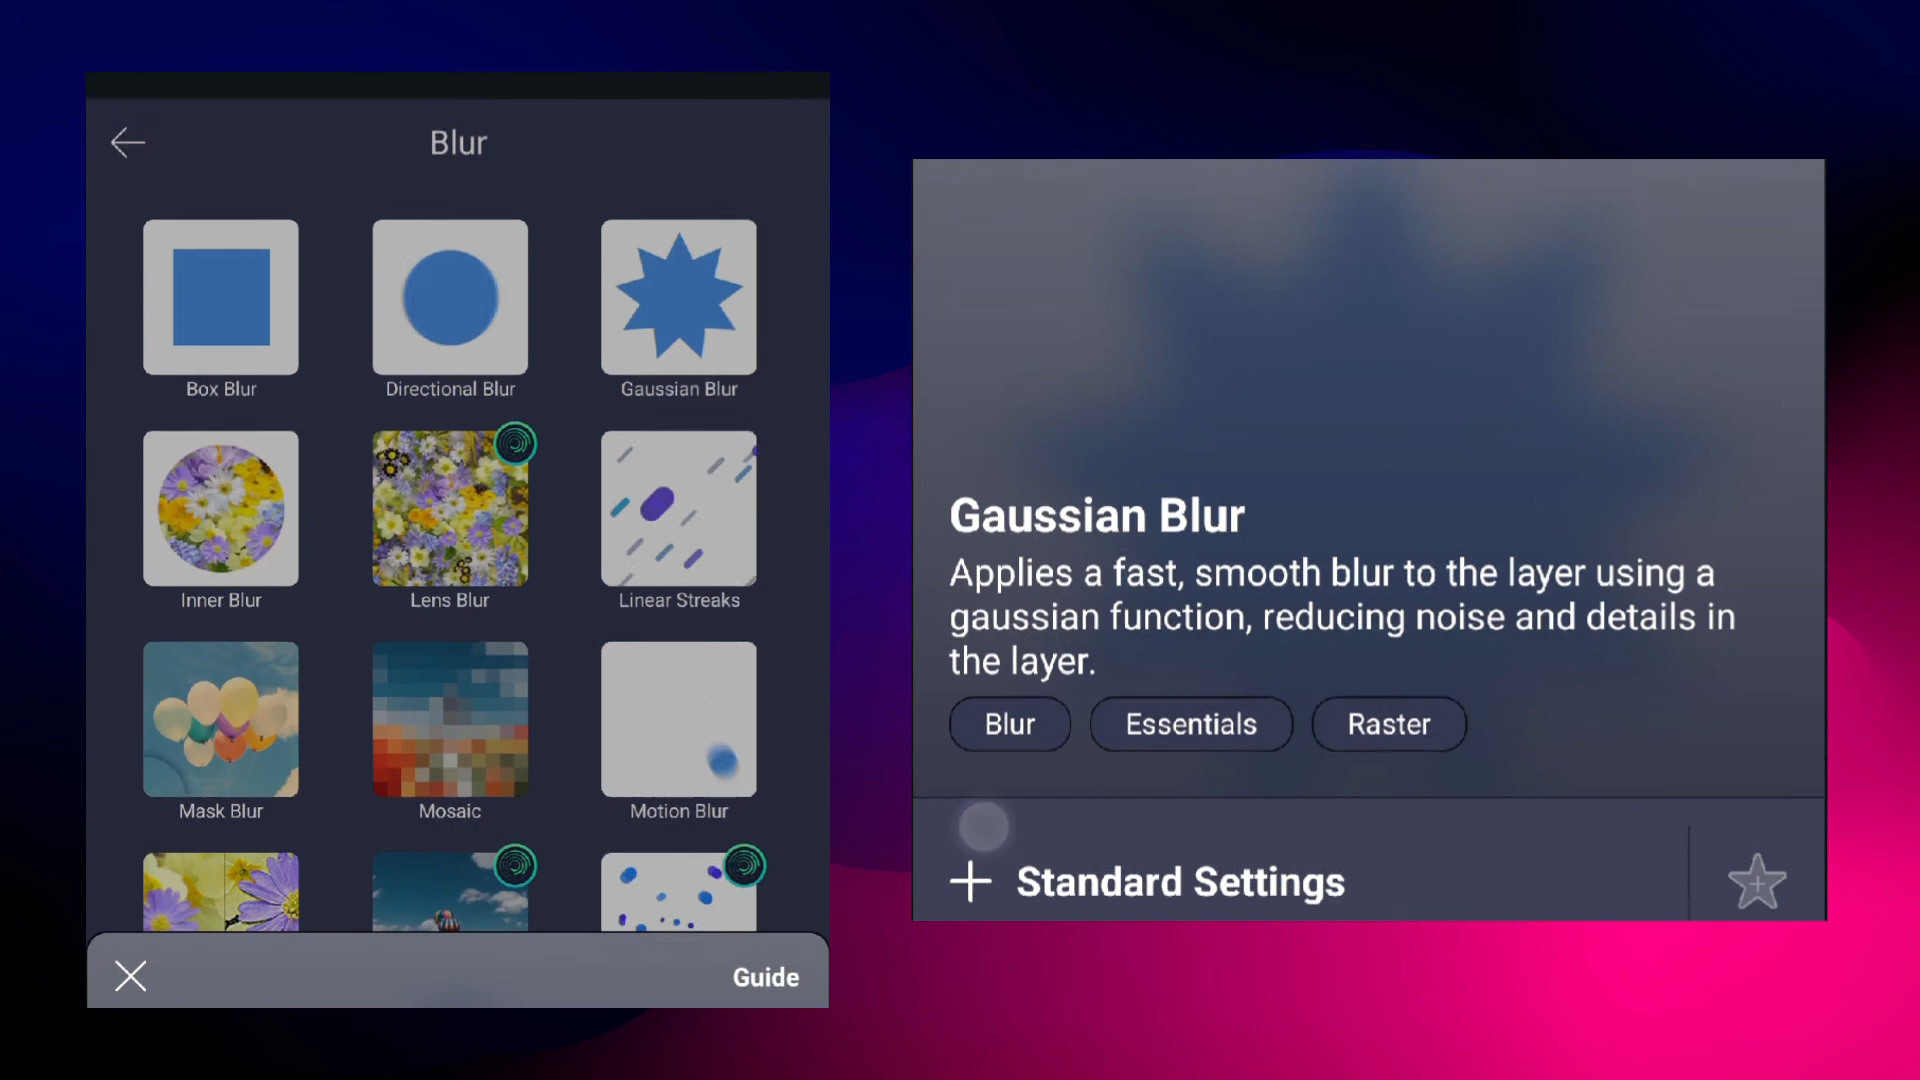 Blur
Box Blur
Directional Blur
Gaussian Blur
Inner Blur
Lens Blur
Linear Streaks
Mask Blur
Mosaic
Motion Blur
Guide
Gaussian Blur
Applies a fast, smooth blur to the layer using a
gaussian function, reducing noise and details in
the layer.
Blur
Essentials
Raster
Standard Settings